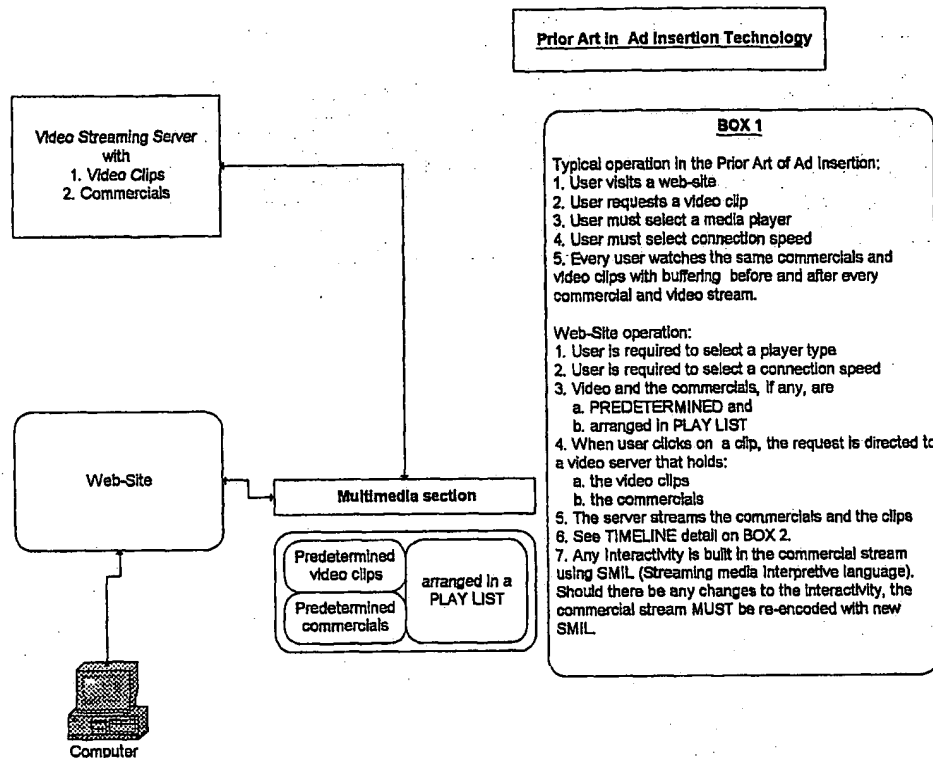 Prior Art in Ad Insertion Technology
Video Streaming Server
with
1. Video Clips
2. Commercials
BOX 1
Typical operation in the Prior Art of Ad Insertion:
1. User visits a web-site
2. User requests a video clip
3. User must select a media player
4. User must select connection speed
5. Every user watches the same commercials and
video clips with buffering before and after every
commercial and video stream.
Web-Site operation:
1. User is required to select a player type
2. User is required to select a connection speed
3. Video and the commercials, if any, are
a. PREDETERMINED and
b. arranged in PLAY LIST
4. When user clicks on a clip, the request is directed to
a video server that holds:
a. the video clips
b. the commercials
5. The server streams the commercials and the clips
6. See TIMELINE detail on BOX 2.
7. Any Interactivity is built in the commercial stream
using SMIL (Streaming media Interpretive language).
Should there be any changes to the interactivity, the
commercial stream MUST be re-encoded with new
SMIL.
Web-Site
Multimedia section
Predetermined
video clips
Predetermined
commercials
arranged in a
PLAY LIST
Computer